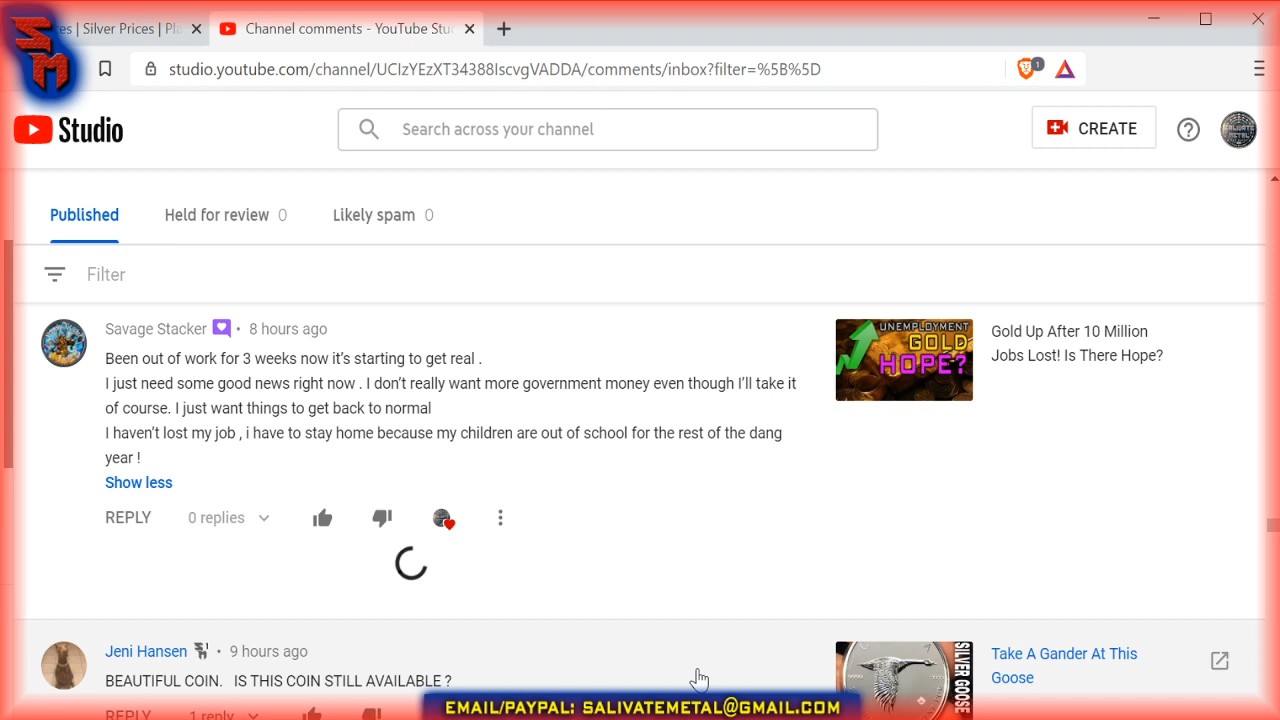 SM
es | Silver Prices | Pla
Channel comments - YouTube Stud
studio.youtube.com/channel/UCIzYEzXT34388IscvgVADDA/comments/inbox?filter=%5B%5D
1
Studio
Search across your channel
CREATE
SALIVATE METAL
Published
Held for review 0
Likely spam 0
Filter
Savage Stacker • 8 hours ago
Been out of work for 3 weeks now it’s starting to get real .
I just need some good news right now . I don’t really want more government money even though I’ll take it
of course. I just want things to get back to normal
I haven’t lost my job , i have to stay home because my children are out of school for the rest of the dang
year !
Show less
REPLY 0 replies
UNEMPLOYMENT
GOLD
HOPE?
Gold Up After 10 Million
Jobs Lost! Is There Hope?
Jeni Hansen • 9 hours ago
BEAUTIFUL COIN. IS THIS COIN STILL AVAILABLE ?
REPLY 1 reply
SILVER GOOSE
Take A Gander At This
Goose
EMAIL/PAYPAL: SALIVATEMETAL@GMAIL.COM